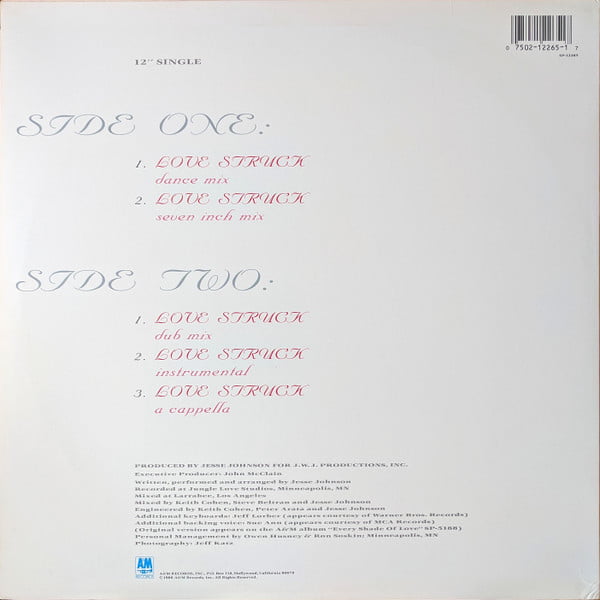 0 7502-12265-1 7
SP-12265
12" SINGLE
SIDE ONE:
1. LOVE STRUCK
dance mix
2. LOVE STRUCK
seven inch mix
SIDE TWO:
1. LOVE STRUCK
dub mix
2. LOVE STRUCK
instrumental
3. LOVE STRUCK
a cappella
PRODUCED BY JESSE JOHNSON FOR J.W.J. PRODUCTIONS, INC.
Executive Producer: John McClain
Written, performed and arranged by Jesse Johnson
Recorded at Jungle Love Studios, Minneapolis, MN
Mixed at Larrabee, Los Angeles
Mixed by Keith Cohen, Steve Beltran and Jesse Johnson
Engineered by Keith Cohen, Peter Arata and Jesse Johnson
Additional keyboards: Jeff Lorber (appears courtesy of Warner Bros. Records)
Additional backing voice: Sue Ann (appears courtesy of MCA Records)
(Original version appears on the A&M album "Every Shade Of Love" SP-5188)
Personal Management by Owen Husney & Ron Soskin; Minneapolis, MN
Photography: Jeff Katz
AM
RECORDS
A&M RECORDS, INC., P.O. Box 118, Hollywood, California 90078
©1988 A&M Records, Inc. All Rights Reserved.